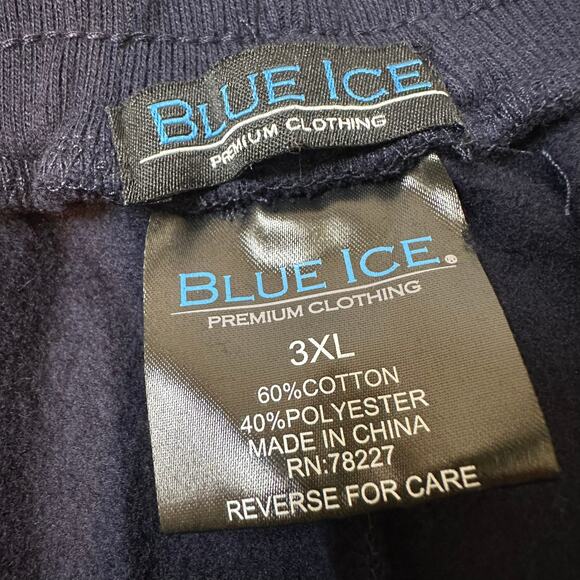 BLUE ICE
PREMIUM CLOTHING
BLUE ICE®
PREMIUM CLOTHING
3XL
60%COTTON
40%POLYESTER
MADE IN CHINA
RN:78227
REVERSE FOR CARE